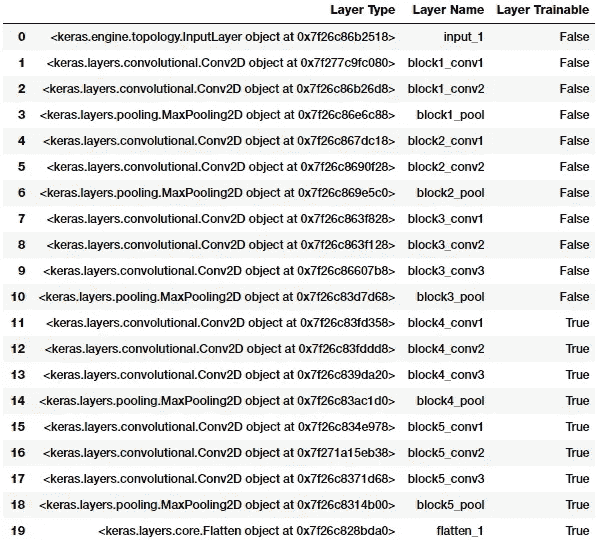 Layer Type Layer Name Layer Trainable
0 <keras.engine.topology.InputLayer object at 0x7f26c86b2518> input_1 False
1 <keras.layers.convolutional.Conv2D object at 0x7f277c9fc080> block1_conv1 False
2 <keras.layers.convolutional.Conv2D object at 0x7f26c86b26d8> block1_conv2 False
3 <keras.layers.pooling.MaxPooling2D object at 0x7f26c86e6c88> block1_pool False
4 <keras.layers.convolutional.Conv2D object at 0x7f26c867dc18> block2_conv1 False
5 <keras.layers.convolutional.Conv2D object at 0x7f26c8690f28> block2_conv2 False
6 <keras.layers.pooling.MaxPooling2D object at 0x7f26c869e5c0> block2_pool False
7 <keras.layers.convolutional.Conv2D object at 0x7f26c863f828> block3_conv1 False
8 <keras.layers.convolutional.Conv2D object at 0x7f26c863f128> block3_conv2 False
9 <keras.layers.convolutional.Conv2D object at 0x7f26c86607b8> block3_conv3 False
10 <keras.layers.pooling.MaxPooling2D object at 0x7f26c83d7d68> block3_pool False
11 <keras.layers.convolutional.Conv2D object at 0x7f26c83fd358> block4_conv1 True
12 <keras.layers.convolutional.Conv2D object at 0x7f26c83fddd8> block4_conv2 True
13 <keras.layers.convolutional.Conv2D object at 0x7f26c839da20> block4_conv3 True
14 <keras.layers.pooling.MaxPooling2D object at 0x7f26c83ac1d0> block4_pool True
15 <keras.layers.convolutional.Conv2D object at 0x7f26c834e978> block5_conv1 True
16 <keras.layers.convolutional.Conv2D object at 0x7f271a15eb38> block5_conv2 True
17 <keras.layers.convolutional.Conv2D object at 0x7f26c8371d68> block5_conv3 True
18 <keras.layers.pooling.MaxPooling2D object at 0x7f26c8314b00> block5_pool True
19 <keras.layers.core.Flatten object at 0x7f26c828bda0> flatten_1 True